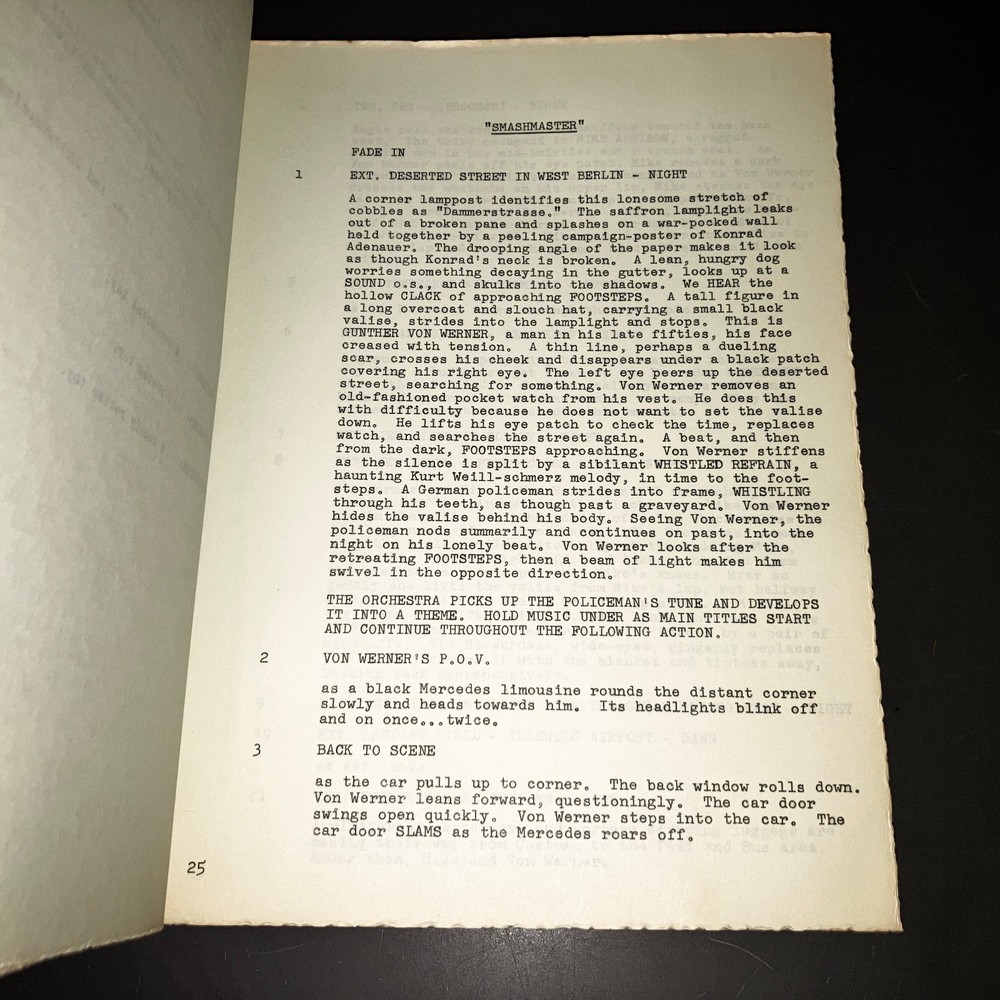 "SMASHMASTER"
FADE IN
1 EXT. DESERTED STREET IN WEST BERLIN - NIGHT
A corner lamppost identifies this lonesome stretch of
cobbles as "Dammerstrasse." The saffron lamplight leaks
out of a broken pane and splashes on a war-pocked wall
held together by a peeling campaign-poster of Konrad
Adenauer. The drooping angle of the paper makes it look
as though Konrad's neck is broken. A lean, hungry dog
worries something decaying in the gutter, looks up at a
SOUND o.s., and skulks into the shadows. We HEAR the
hollow CLACK of approaching FOOTSTEPS. A tall figure in
a long overcoat and slouch hat, carrying a small black
valise, strides into the lamplight and stops. This is
GUNTHER VON WERNER, a man in his late fifties, his face
creased with tension. A thin line, perhaps a dueling
scar, crosses his cheek and disappears under a black patch
covering his right eye. The left eye peers up the deserted
street, searching for something. Von Werner removes an
old-fashioned pocket watch from his vest. He does this
with difficulty because he does not want to set the valise
down. He lifts his eye patch to check the time, replaces
watch, and searches the street again. A beat, and then
from the dark, FOOTSTEPS approaching. Von Werner stiffens
as the silence is split by a sibilant WHISTLED REFRAIN, a
haunting Kurt Weill-schmerz melody, in time to the foot-
steps. A German policeman strides into frame, WHISTLING
through his teeth, as though past a graveyard. Von Werner
hides the valise behind his body. Seeing Von Werner, the
policeman nods summarily and continues on past, into the
night on his lonely beat. Von Werner looks after the
retreating FOOTSTEPS, then a beam of light makes him
swivel in the opposite direction.
THE ORCHESTRA PICKS UP THE POLICEMAN'S TUNE AND DEVELOPS
IT INTO A THEME. HOLD MUSIC UNDER AS MAIN TITLES START
AND CONTINUE THROUGHOUT THE FOLLOWING ACTION.
2 VON WERNER'S P.O.V.
as a black Mercedes limousine rounds the distant corner
slowly and heads towards him. Its headlights blink off
and on once...twice.
3 BACK TO SCENE
as the car pulls up to corner. The back window rolls down.
Von Werner leans forward, questioningly. The car door
swings open quickly. Von Werner steps into the car. The
car door SLAMS as the Mercedes roars off.
25